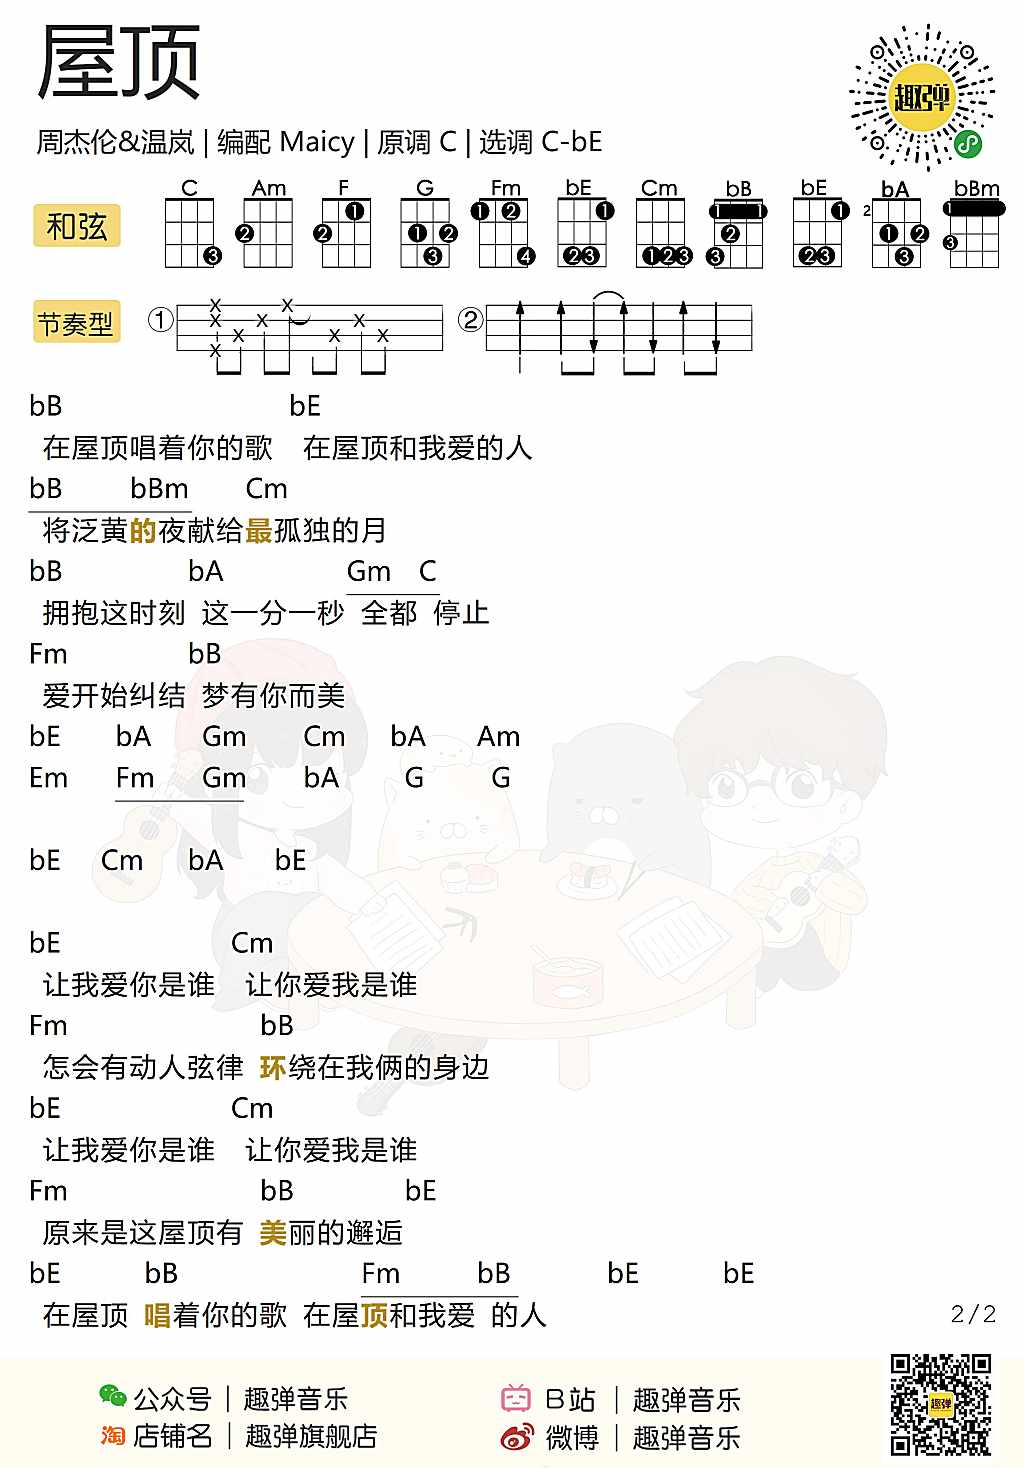 屋顶
周杰伦&温岚 | 编配 Maicy | 原调 C | 选调 C-bE
趣弹
和弦 C Am F G Fm bE Cm bB bE bA bBm
节奏型 ① ②
bB bE
在屋顶唱着你的歌 在屋顶和我爱的人
bB bBm Cm
将泛黄的夜献给最孤独的月
bB bA Gm C
拥抱这时刻 这一分一秒 全都 停止
Fm bB
爱开始纠结 梦有你而美
bE bA Gm Cm bA Am
Em Fm Gm bA G G
bE Cm bA bE
bE Cm
让我爱你是谁 让你爱我是谁
Fm bB
怎会有动人弦律 环绕在我俩的身边
bE Cm
让我爱你是谁 让你爱我是谁
Fm bB bE
原来是这屋顶有 美丽的邂逅
bE bB Fm bB bE bE
在屋顶 唱着你的歌 在屋顶和我爱 的人
2/2
公众号 | 趣弹音乐 B站 | 趣弹音乐
淘 店铺名 | 趣弹旗舰店 微博 | 趣弹音乐
趣弹